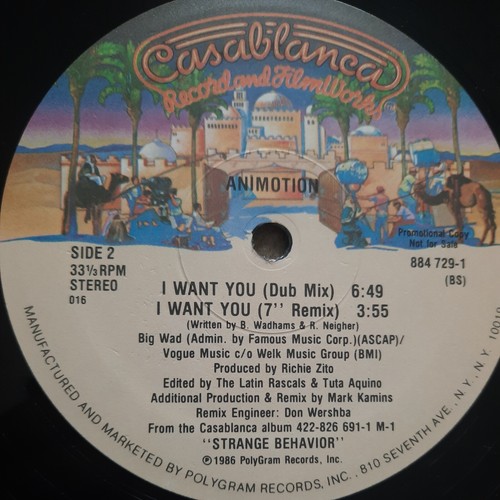 Casablanca
Record and FilmWorks
ANIMOTION
Promotional Copy
Not for Sale
SIDE 2
33⅓ RPM
STEREO
016
884 729-1
(BS)
I WANT YOU (Dub Mix) 6:49
I WANT YOU (7'' Remix) 3:55
(Written by B. Wadhams & R. Neigher)
Big Wad (Admin. by Famous Music Corp.)(ASCAP)/
Vogue Music c/o Welk Music Group (BMI)
Produced by Richie Zito
Edited by The Latin Rascals & Tuta Aquino
Additional Production & Remix by Mark Kamins
Remix Engineer: Don Wershba
From the Casablanca album 422-826 691-1 M-1
''STRANGE BEHAVIOR''
℗ 1986 PolyGram Records, Inc.
MANUFACTURED AND MARKETED BY POLYGRAM RECORDS, INC., 810 SEVENTH AVE., N.Y., N.Y. 10019